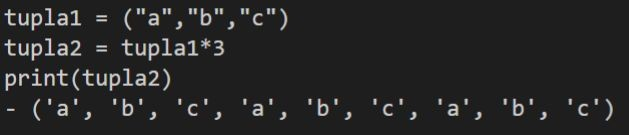 tupla1 = ("a","b","c")
tupla2 = tupla1*3
print(tupla2)
- ('a', 'b', 'c', 'a', 'b', 'c', 'a', 'b', 'c')